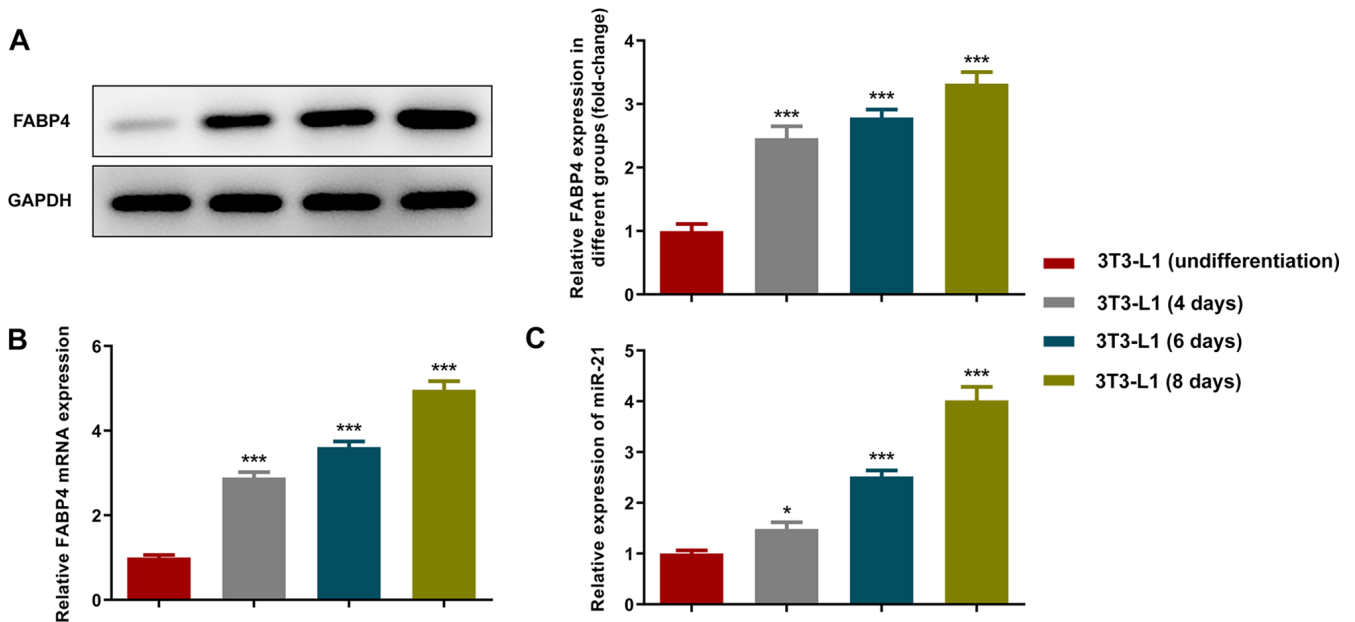 A
FABP4
GAPDH
Relative FABP4 expression in
different groups (fold-change)
4
3
2
1
0
***
***
***
3T3-L1 (undifferentiation)
3T3-L1 (4 days)
3T3-L1 (6 days)
3T3-L1 (8 days)
B
Relative FABP4 mRNA expression
6
4
2
0
***
***
***
C
Relative expression of miR-21
5
4
3
2
1
0
*
***
***